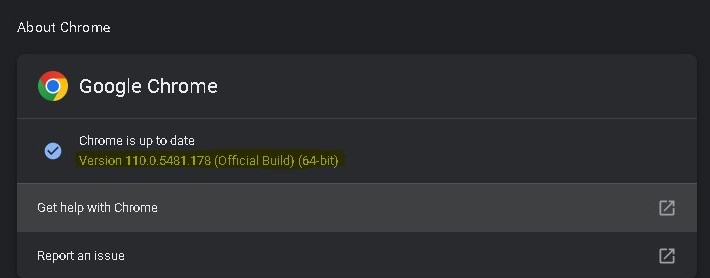 About Chrome
Google Chrome
Chrome is up to date
Version 110.0.5481.178 (Official Build) (64-bit)
Get help with Chrome
Report an issue